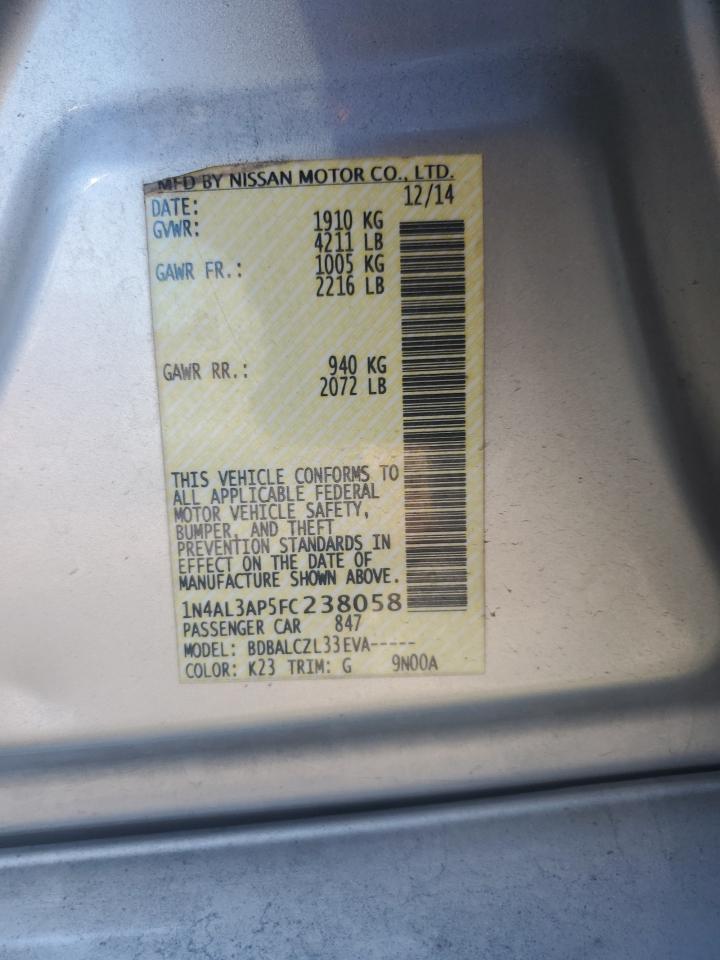 MFD BY NISSAN MOTOR CO., LTD.
DATE: 12/14
GVWR: 1910 KG
4211 LB
GAWR FR.: 1005 KG
2216 LB
GAWR RR.: 940 KG
2072 LB
THIS VEHICLE CONFORMS TO
ALL APPLICABLE FEDERAL
MOTOR VEHICLE SAFETY,
BUMPER, AND THEFT
PREVENTION STANDARDS IN
EFFECT ON THE DATE OF
MANUFACTURE SHOWN ABOVE.
1N4AL3AP5FC238058
PASSENGER CAR 847
MODEL: BDBALCZL33EVA-----
COLOR: K23 TRIM: G 9N00A